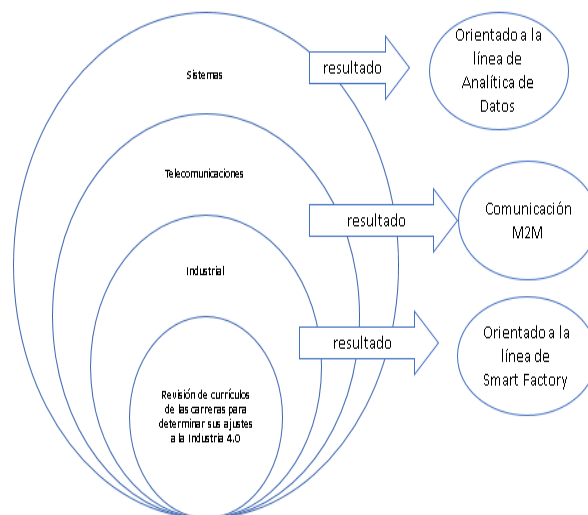 Sistemas
resultado
Orientado a la
línea de
Analítica de
Datos
Telecomunicaciones
resultado
Comunicación
M2M
Industrial
resultado
Orientado a la
línea de
Smart Factory
Revisión de currículos
de las carreras para
determinar sus ajustes
a la Industria 4.0